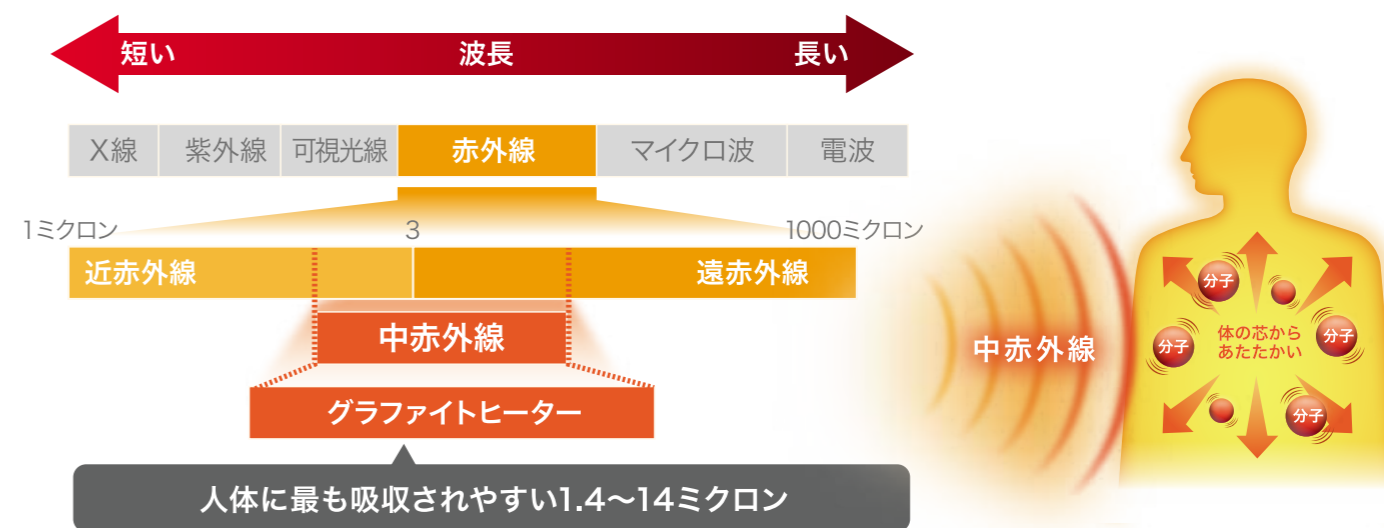 短い 波長 長い
X線 紫外線 可視光線 赤外線 マイクロ波 電波
1ミクロン 3 1000ミクロン
近赤外線 遠赤外線
中赤外線
グラファイトヒーター
人体に最も吸収されやすい1.4〜14ミクロン
中赤外線
分子
分子
体の芯から
あたたかい
分子
分子